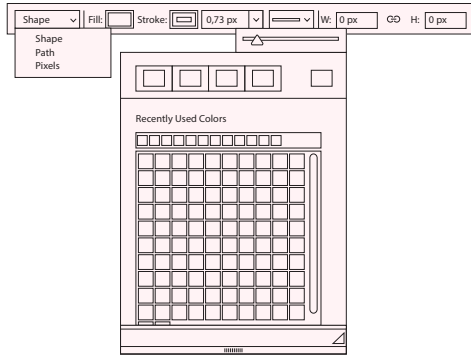 Shape Fill: Stroke: 0,73 px W: 0 px H: 0 px
Shape
Path
Pixels
Recently Used Colors